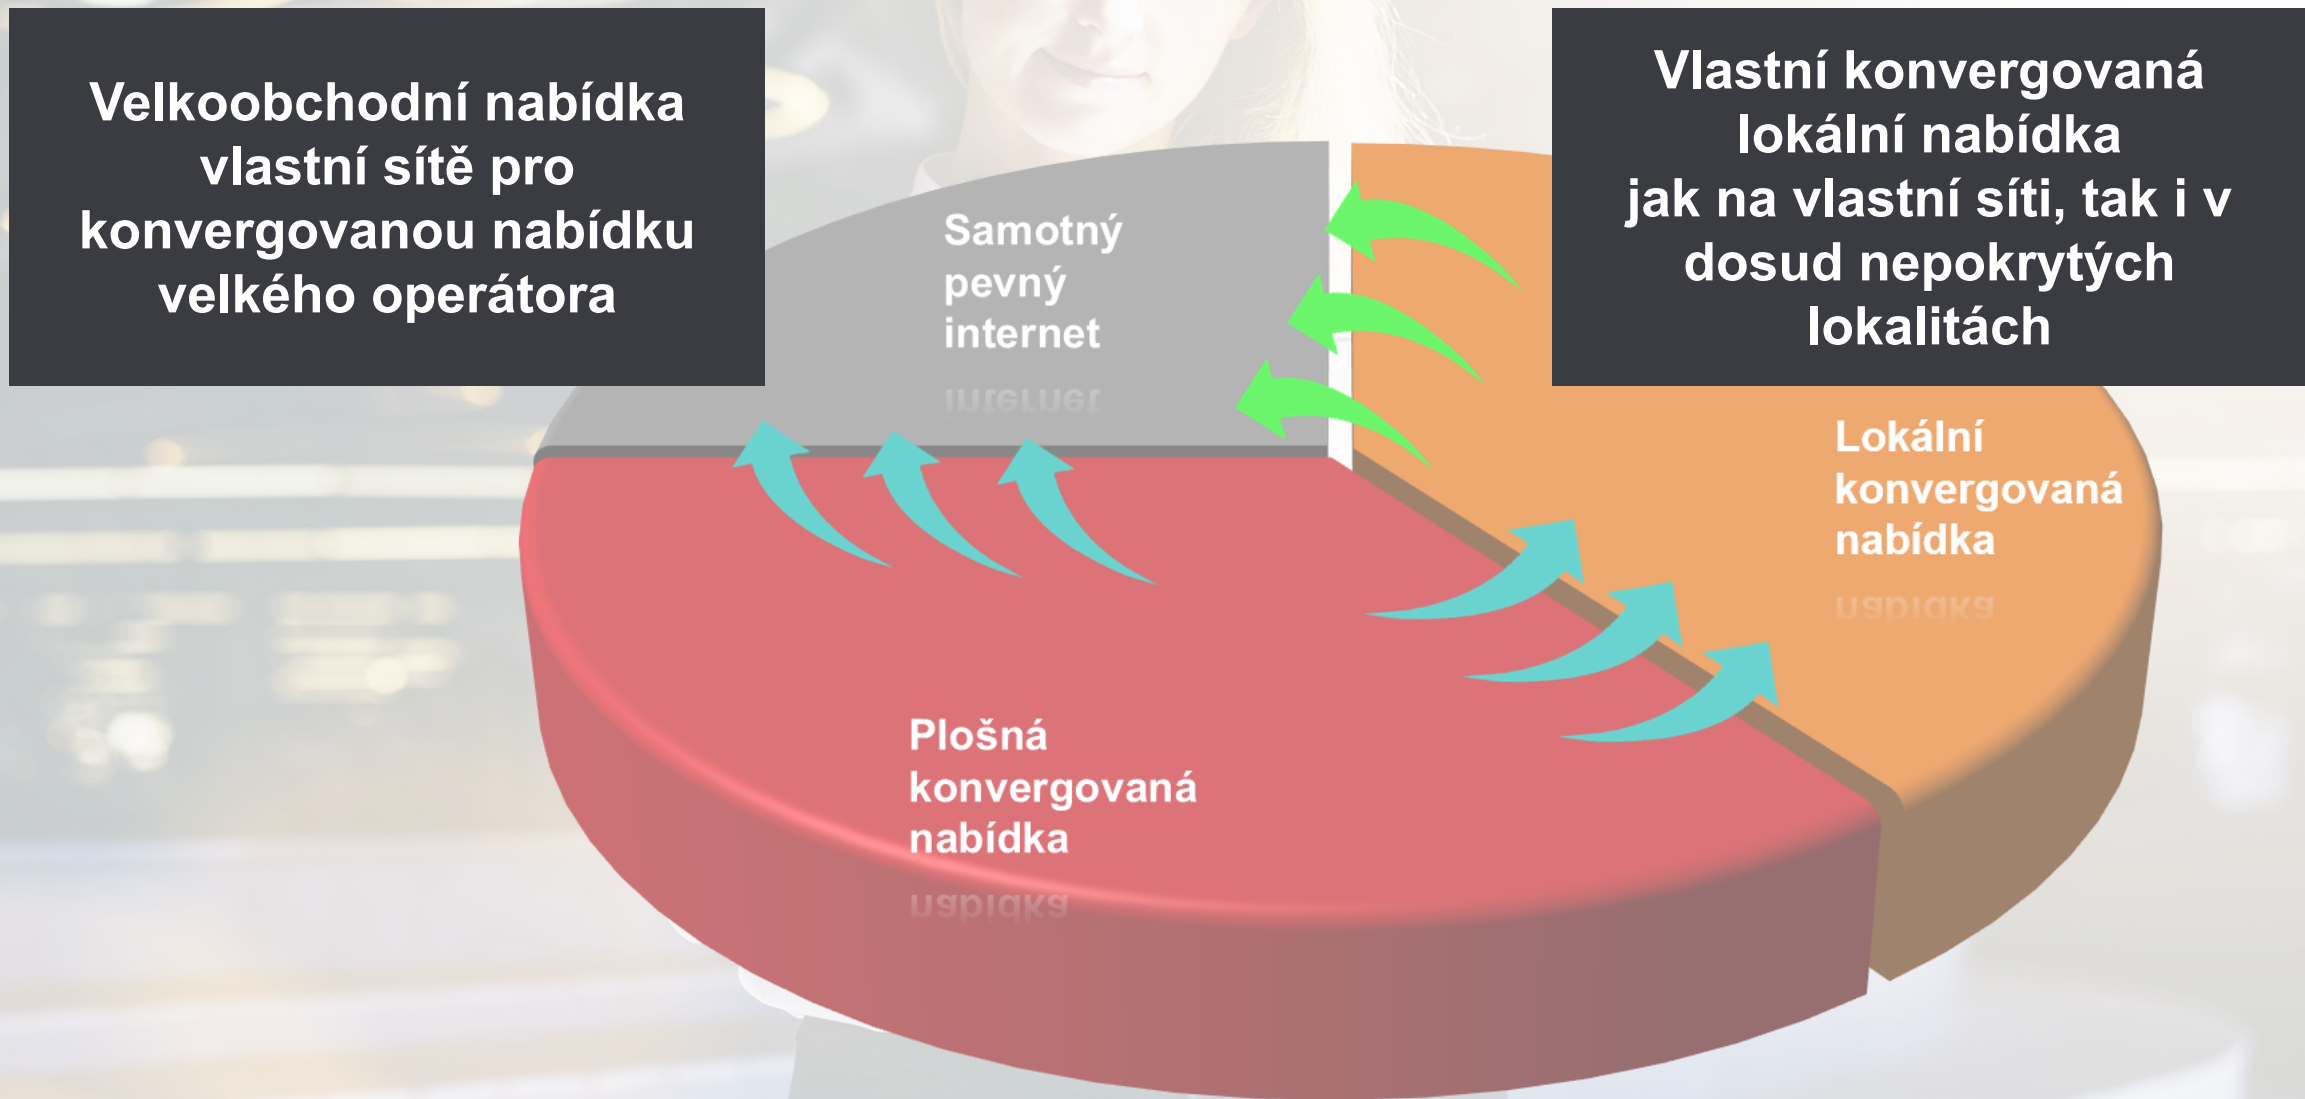 Velkoobchodní nabídka
vlastní sítě pro
konvergovanou nabídku
velkého operátora
Vlastní konvergovaná
lokální nabídka
jak na vlastní síti, tak i v
dosud nepokrytých
lokalitách
Samotný
pevný
internet
Lokální
konvergovaná
nabídka
Plošná
konvergovaná
nabídka